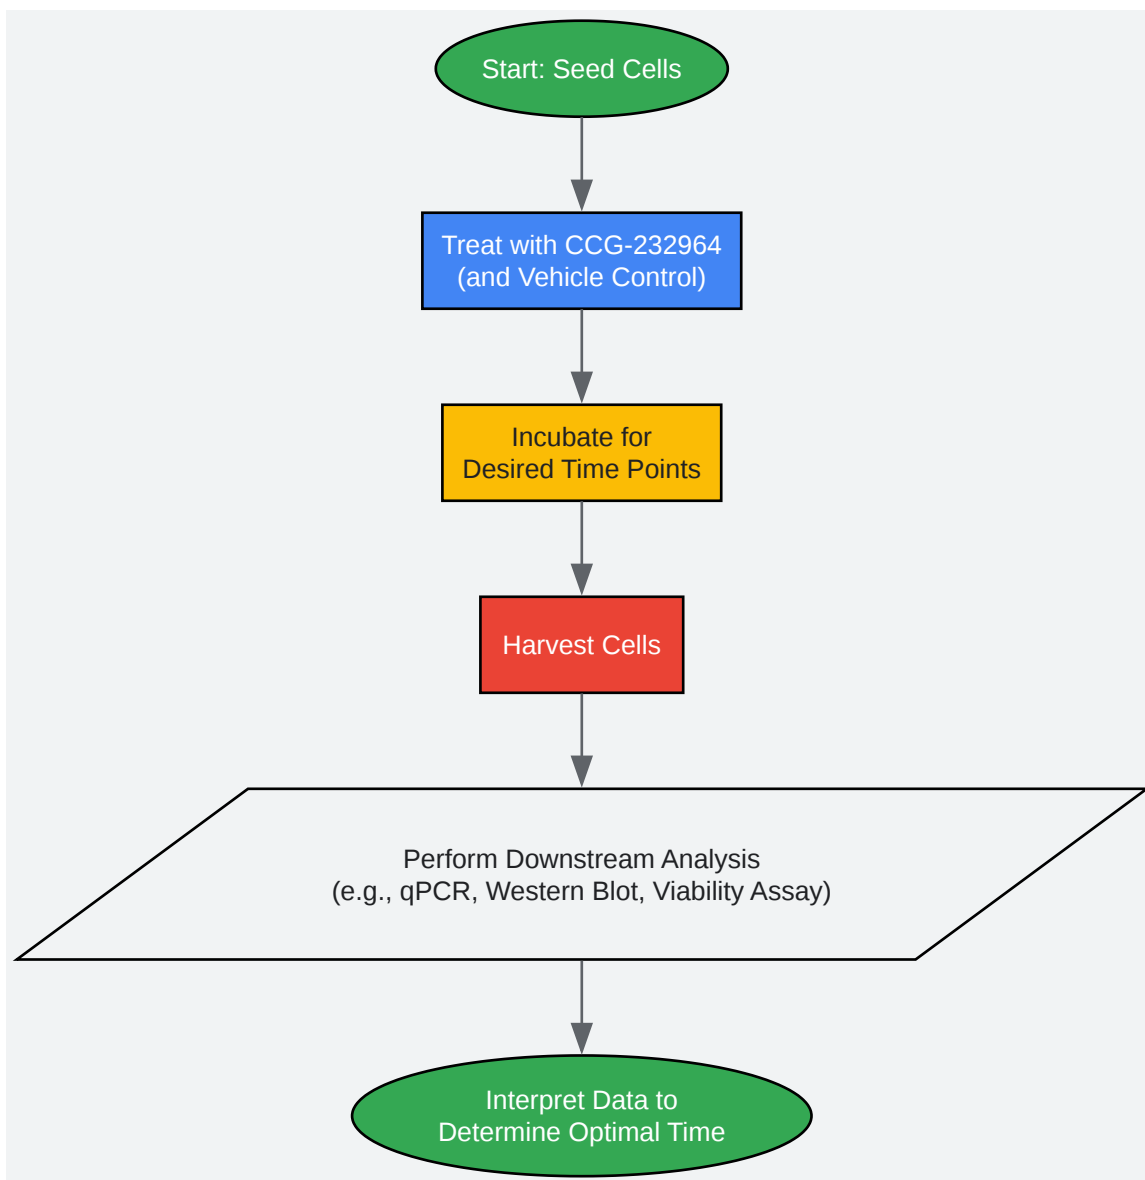 Start: Seed Cells
Treat with CCG-232964
(and Vehicle Control)
Incubate for
Desired Time Points
Harvest Cells
Perform Downstream Analysis
(e.g., qPCR, Western Blot, Viability Assay)
Interpret Data to
Determine Optimal Time